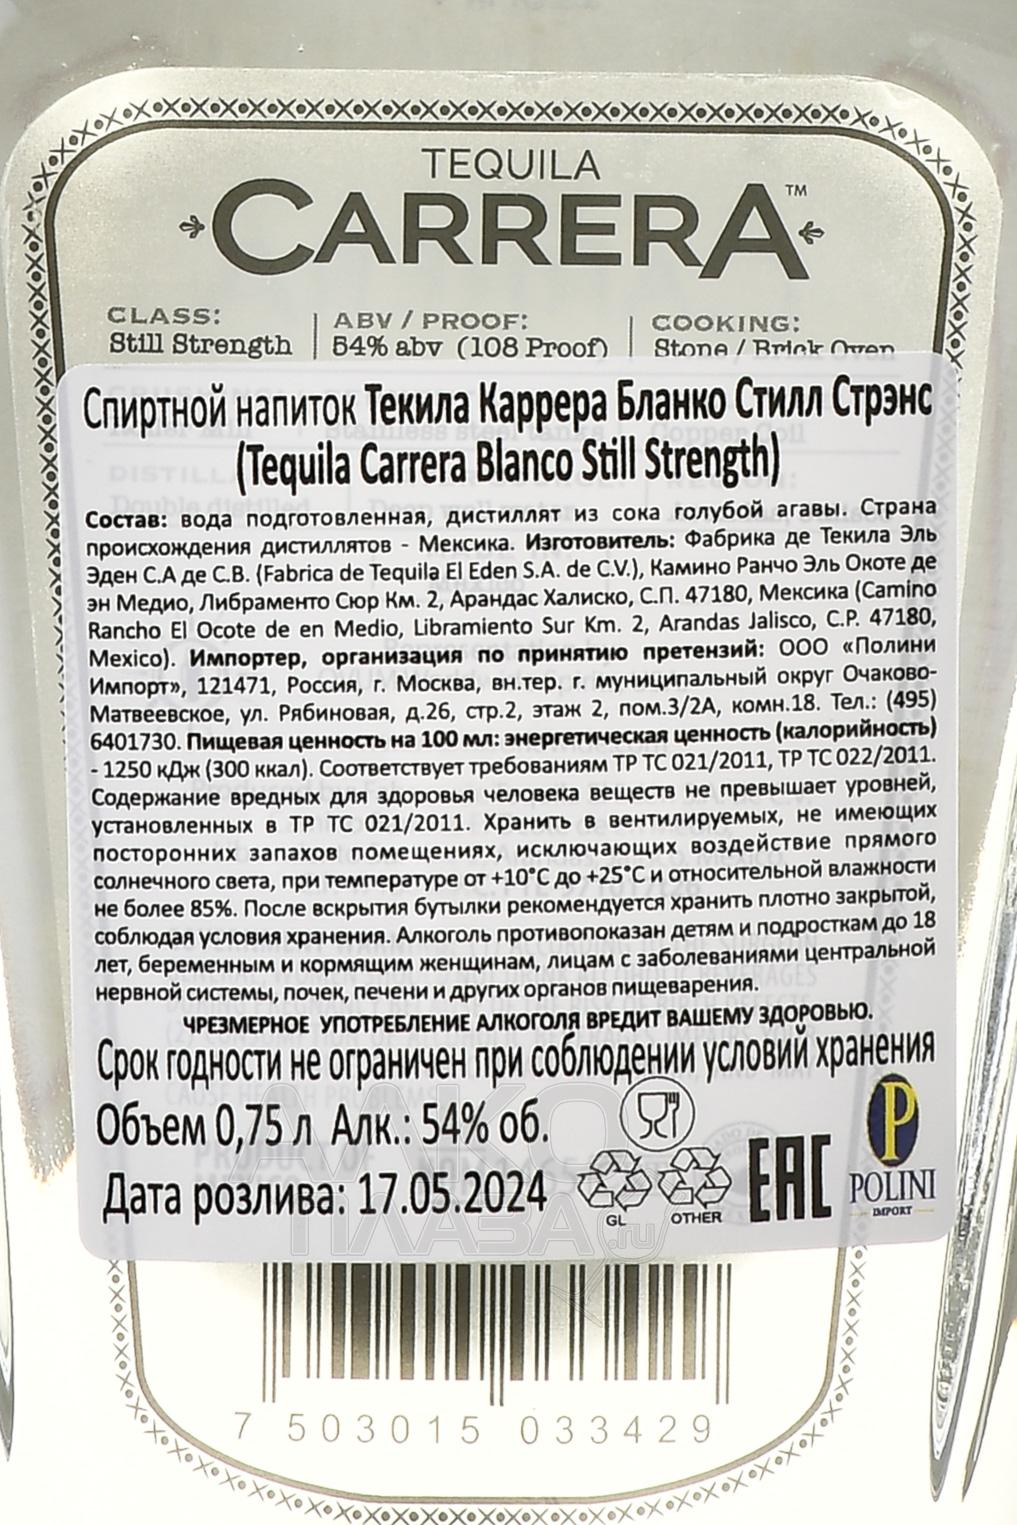 TEQUILA
CARRERA™
CLASS: ABV / PROOF: COOKING:
Still Strength 54% abv (108 Proof) Stone / Brick Oven
Спиртной напиток Текила Каррера Бланко Стилл Стрэнс
(Tequila Carrera Blanco Still Strength)
Состав: вода подготовленная, дистиллят из сока голубой агавы. Страна
происхождения дистиллятов - Мексика. Изготовитель: Фабрика де Текила Эль
Эден С.А де С.В. (Fabrica de Tequila El Eden S.A. de C.V.), Камино Ранчо Эль Окоте де
эн Медио, Либраменто Сюр Км. 2, Арандас Халиско, С.П. 47180, Мексика (Camino
Rancho El Ocote de en Medio, Libramiento Sur Km. 2, Arandas Jalisco, C.P. 47180,
Mexico). Импортер, организация по принятию претензий: ООО «Полини
Импорт», 121471, Россия, г. Москва, вн.тер. г. муниципальный округ Очаково-
Матвеевское, ул. Рябиновая, д.26, стр.2, этаж 2, пом.3/2А, комн.18. Тел.: (495)
6401730. Пищевая ценность на 100 мл: энергетическая ценность (калорийность)
- 1250 кДж (300 ккал). Соответствует требованиям ТР ТС 021/2011, ТР ТС 022/2011.
Содержание вредных для здоровья человека веществ не превышает уровней,
установленных в ТР ТС 021/2011. Хранить в вентилируемых, не имеющих
посторонних запахов помещениях, исключающих воздействие прямого
солнечного света, при температуре от +10°С до +25°С и относительной влажности
не более 85%. После вскрытия бутылки рекомендуется хранить плотно закрытой,
соблюдая условия хранения. Алкоголь противопоказан детям и подросткам до 18
лет, беременным и кормящим женщинам, лицам с заболеваниями центральной
нервной системы, почек, печени и других органов пищеварения.
ЧРЕЗМЕРНОЕ УПОТРЕБЛЕНИЕ АЛКОГОЛЯ ВРЕДИТ ВАШЕМУ ЗДОРОВЬЮ.
Срок годности не ограничен при соблюдении условий хранения
Объем 0,75 л Алк.: 54% об.
Дата розлива: 17.05.2024
GL OTHER
EAC
P
POLINI
IMPORT
АЛКО
ПЛАЗА.ru
7 503015 033429